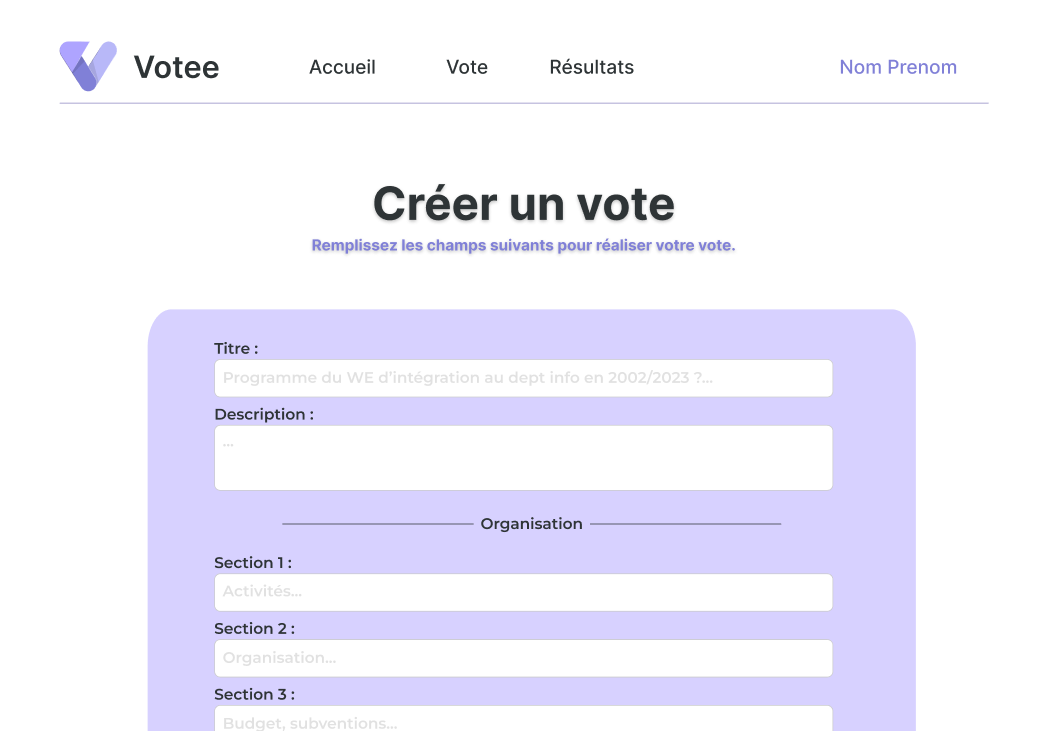 Votee Accueil Vote Résultats Nom Prenom
Créer un vote
Remplissez les champs suivants pour réaliser votre vote.
Titre :
Programme du WE d’intégration au dept info en 2002/2023 ?...
Description :
...
Organisation
Section 1 :
Activités...
Section 2 :
Organisation...
Section 3 :
Budget, subventions...